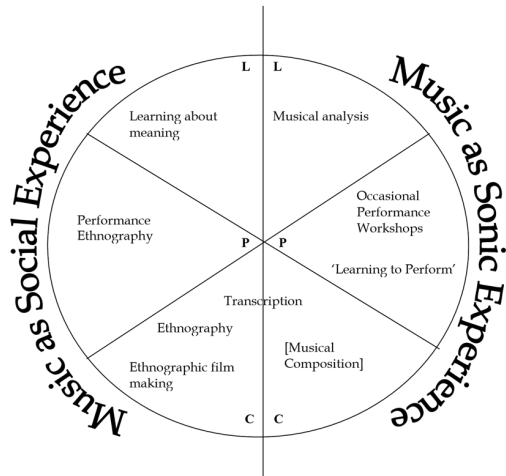 Music as Social Experience
Music as Sonic Experience
L L
Learning about
meaning
Musical analysis
Performance
Ethnography
Occasional
Performance
Workshops
P P
‘Learning to Perform’
Transcription
Ethnography
[Musical
Composition]
Ethnographic film
making
C C